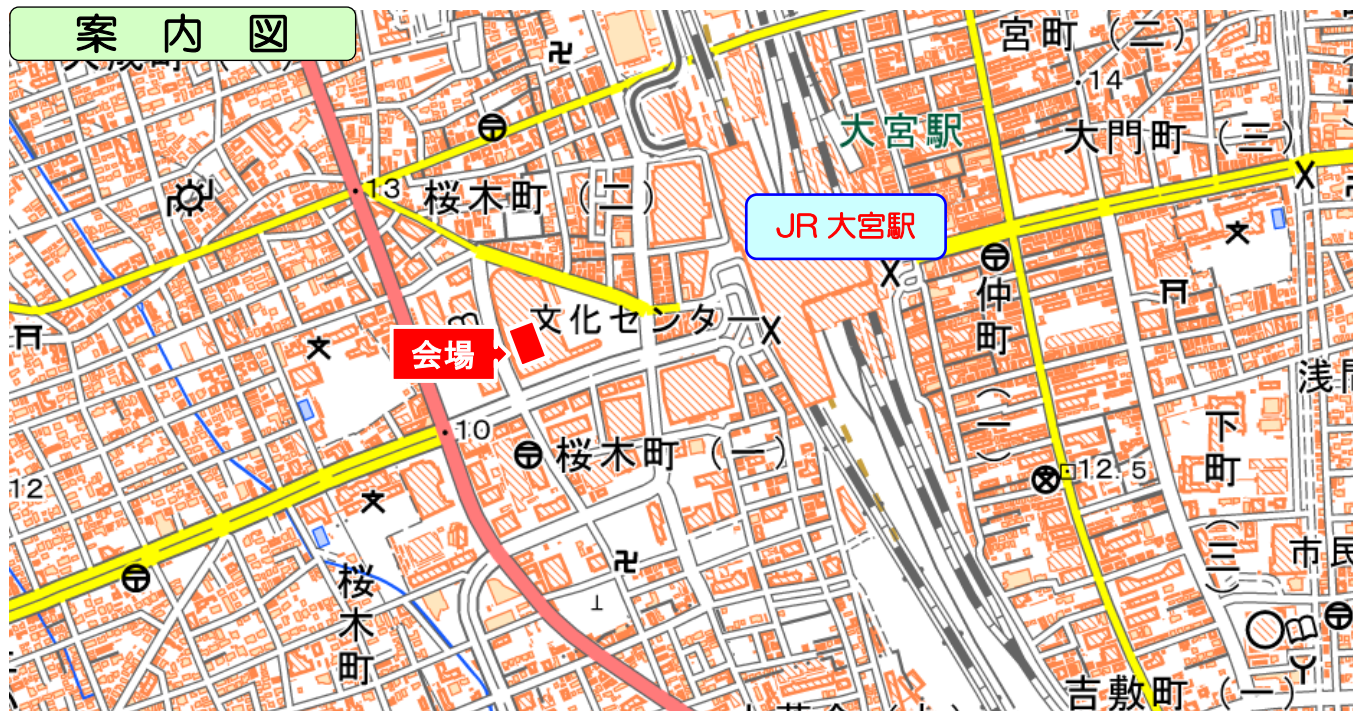 案内図
宮町（二）
14
大宮駅
大門町（三）
13
桜木町（二）
JR 大宮駅
仲町（二）
文化センター
会場
10
桜木町（一）
12
12.5
下町（三）
桜木町
市民
吉敷町（一）